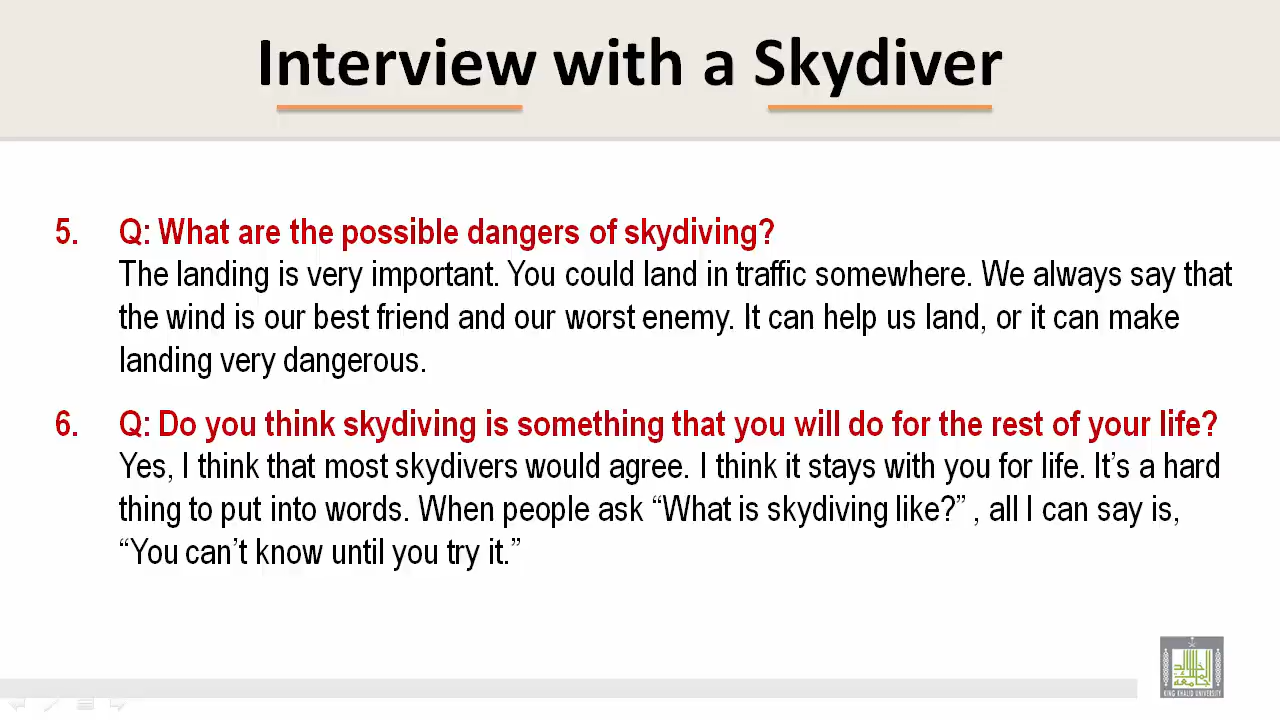 Interview with a Skydiver
5. Q: What are the possible dangers of skydiving?
The landing is very important. You could land in traffic somewhere. We always say that
the wind is our best friend and our worst enemy. It can help us land, or it can make
landing very dangerous.
6. Q: Do you think skydiving is something that you will do for the rest of your life?
Yes, I think that most skydivers would agree. I think it stays with you for life. It’s a hard
thing to put into words. When people ask “What is skydiving like?” , all I can say is,
“You can’t know until you try it.”
KING KHALID UNIVERSITY